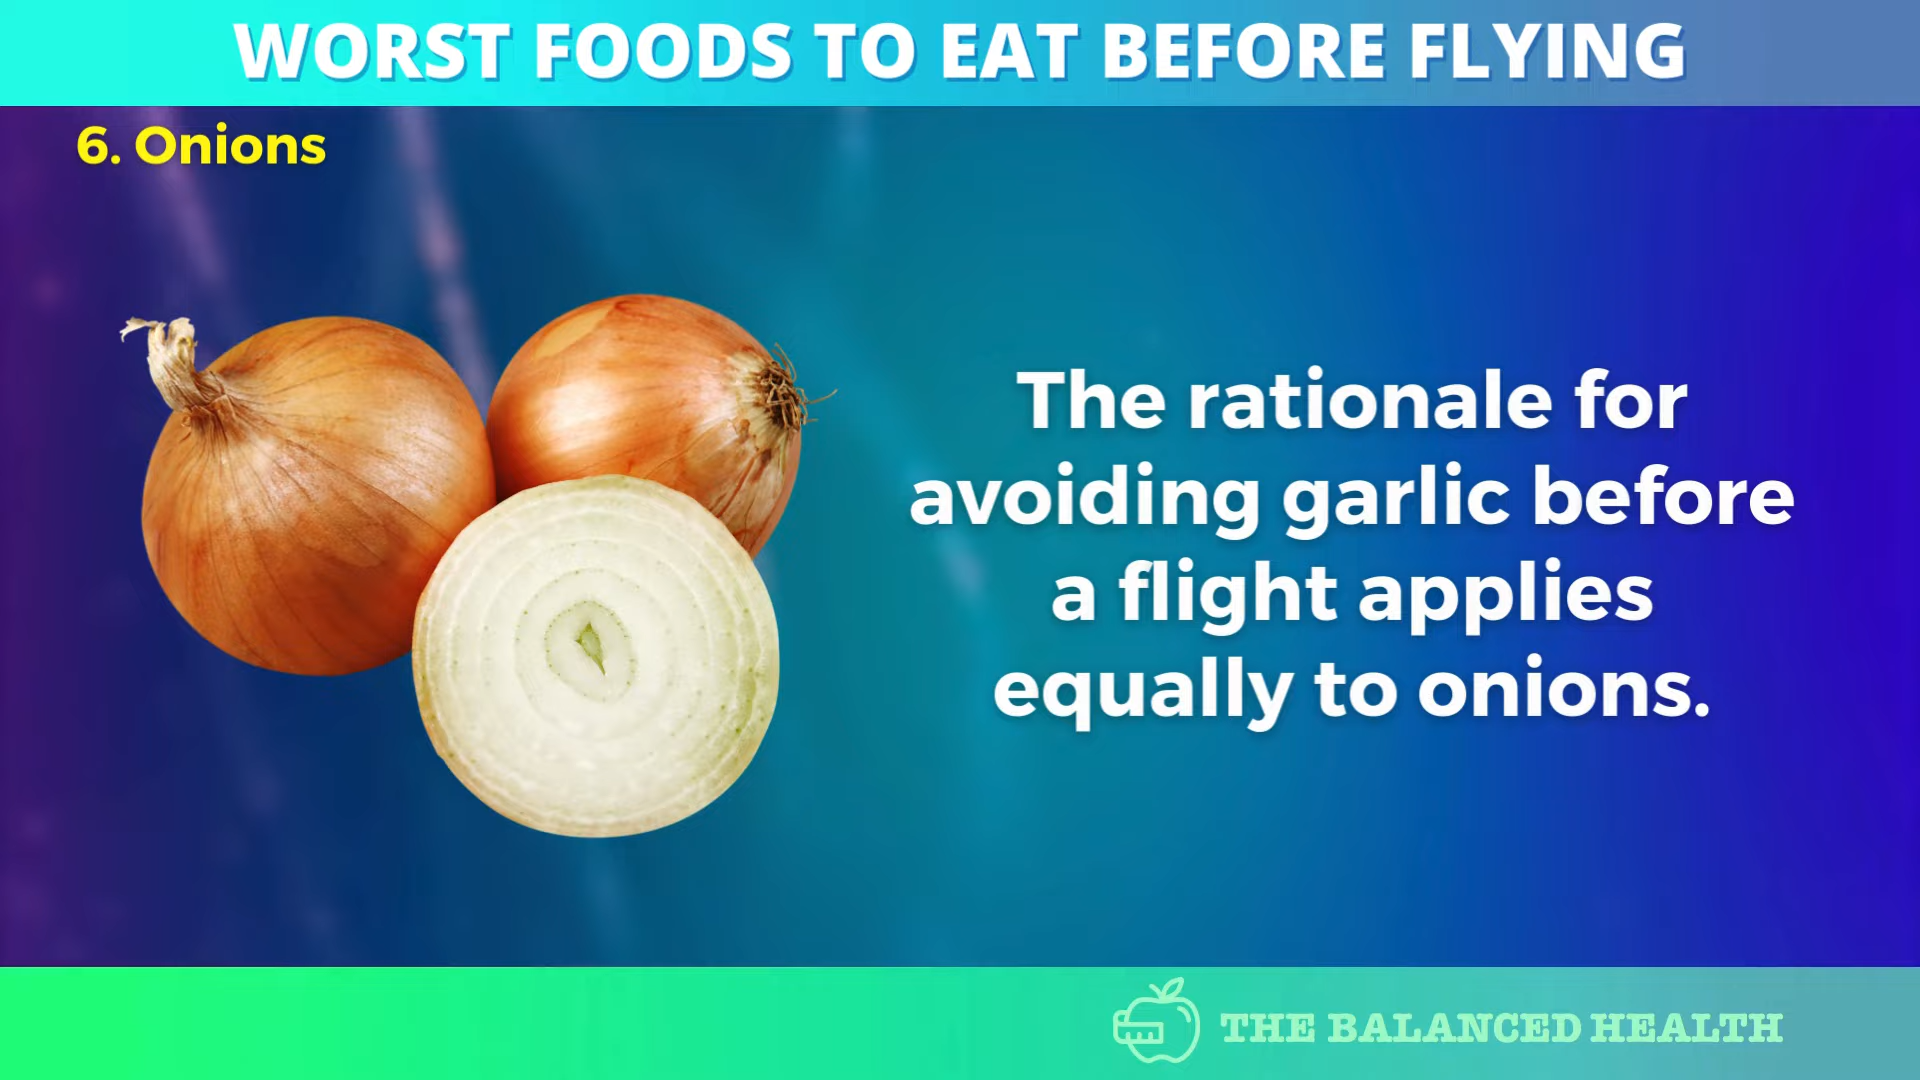 WORST FOODS TO EAT BEFORE FLYING
6. Onions
The rationale for
avoiding garlic before
a flight applies
equally to onions.
THE BALANCED HEALTH